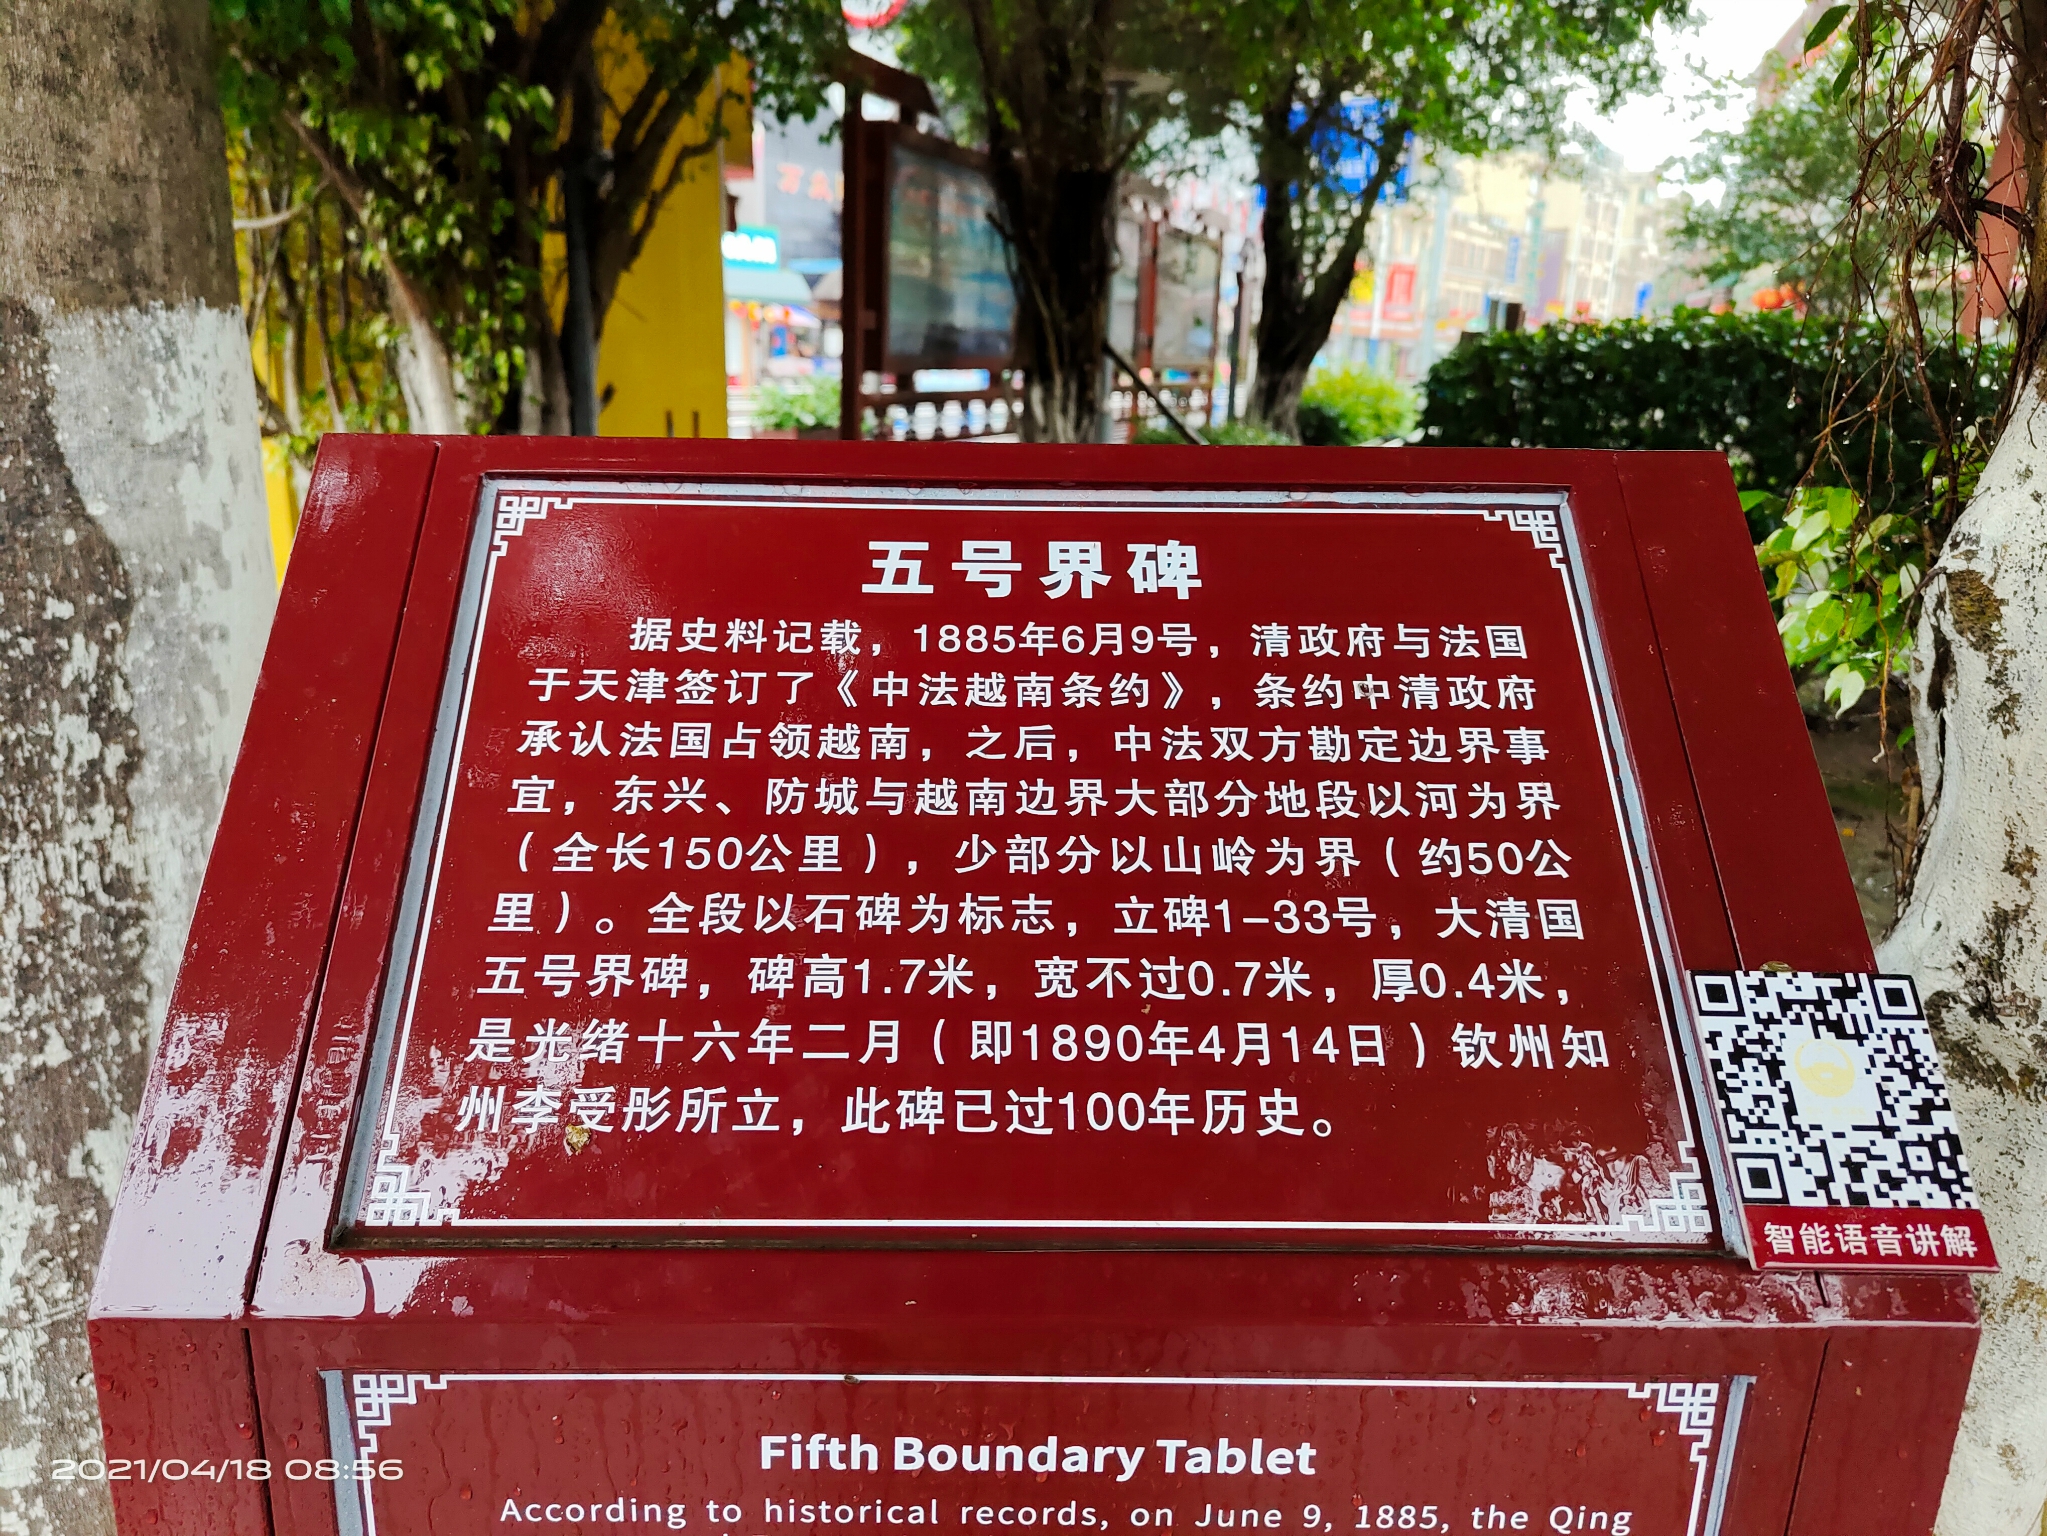 五号界碑
据史料记载，1885年6月9号，清政府与法国
于天津签订了《中法越南条约》，条约中清政府
承认法国占领越南，之后，中法双方勘定边界事
宜，东兴、防城与越南边界大部分地段以河为界
（全长150公里），少部分以山岭为界（约50公
里）。全段以石碑为标志，立碑1-33号，大清国
五号界碑，碑高1.7米，宽不过0.7米，厚0.4米，
是光绪十六年二月（即1890年4月14日）钦州知
州李受彤所立，此碑已过100年历史。
智能语音讲解
Fifth Boundary Tablet
According to historical records, on June 9, 1885, the Qing
2021/04/18 08:56